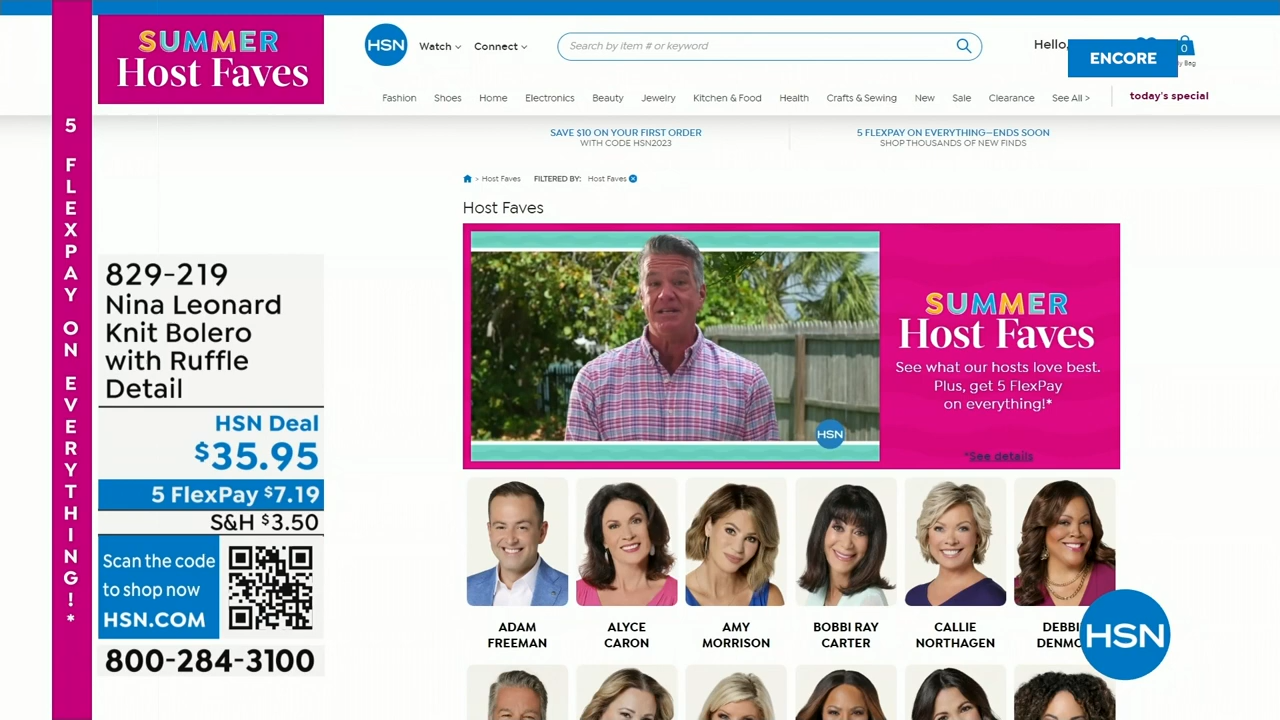 SUMMER
Host Faves
5 FLEXPAY ON EVERYTHING!*
HSN
Watch
Connect
Search by item # or keyword
Hello,
0
ENCORE
Fashion
Shoes
Home
Electronics
Beauty
Jewelry
Kitchen & Food
Health
Crafts & Sewing
New
Sale
Clearance
See All >
today's special
SAVE $10 ON YOUR FIRST ORDER
WITH CODE HSN2023
5 FLEXPAY ON EVERYTHING—ENDS SOON
SHOP THOUSANDS OF NEW FINDS
> Host Faves
FILTERED BY: Host Faves
Host Faves
829-219
Nina Leonard
Knit Bolero
with Ruffle
Detail
HSN Deal
$35.95
5 FlexPay $7.19
S&H $3.50
Scan the code
to shop now
HSN.COM
800-284-3100
HSN
SUMMER
Host Faves
See what our hosts love best.
Plus, get 5 FlexPay
on everything!*
*See details
ADAM
FREEMAN
ALYCE
CARON
AMY
MORRISON
BOBBI RAY
CARTER
CALLIE
NORTHAGEN
HSN